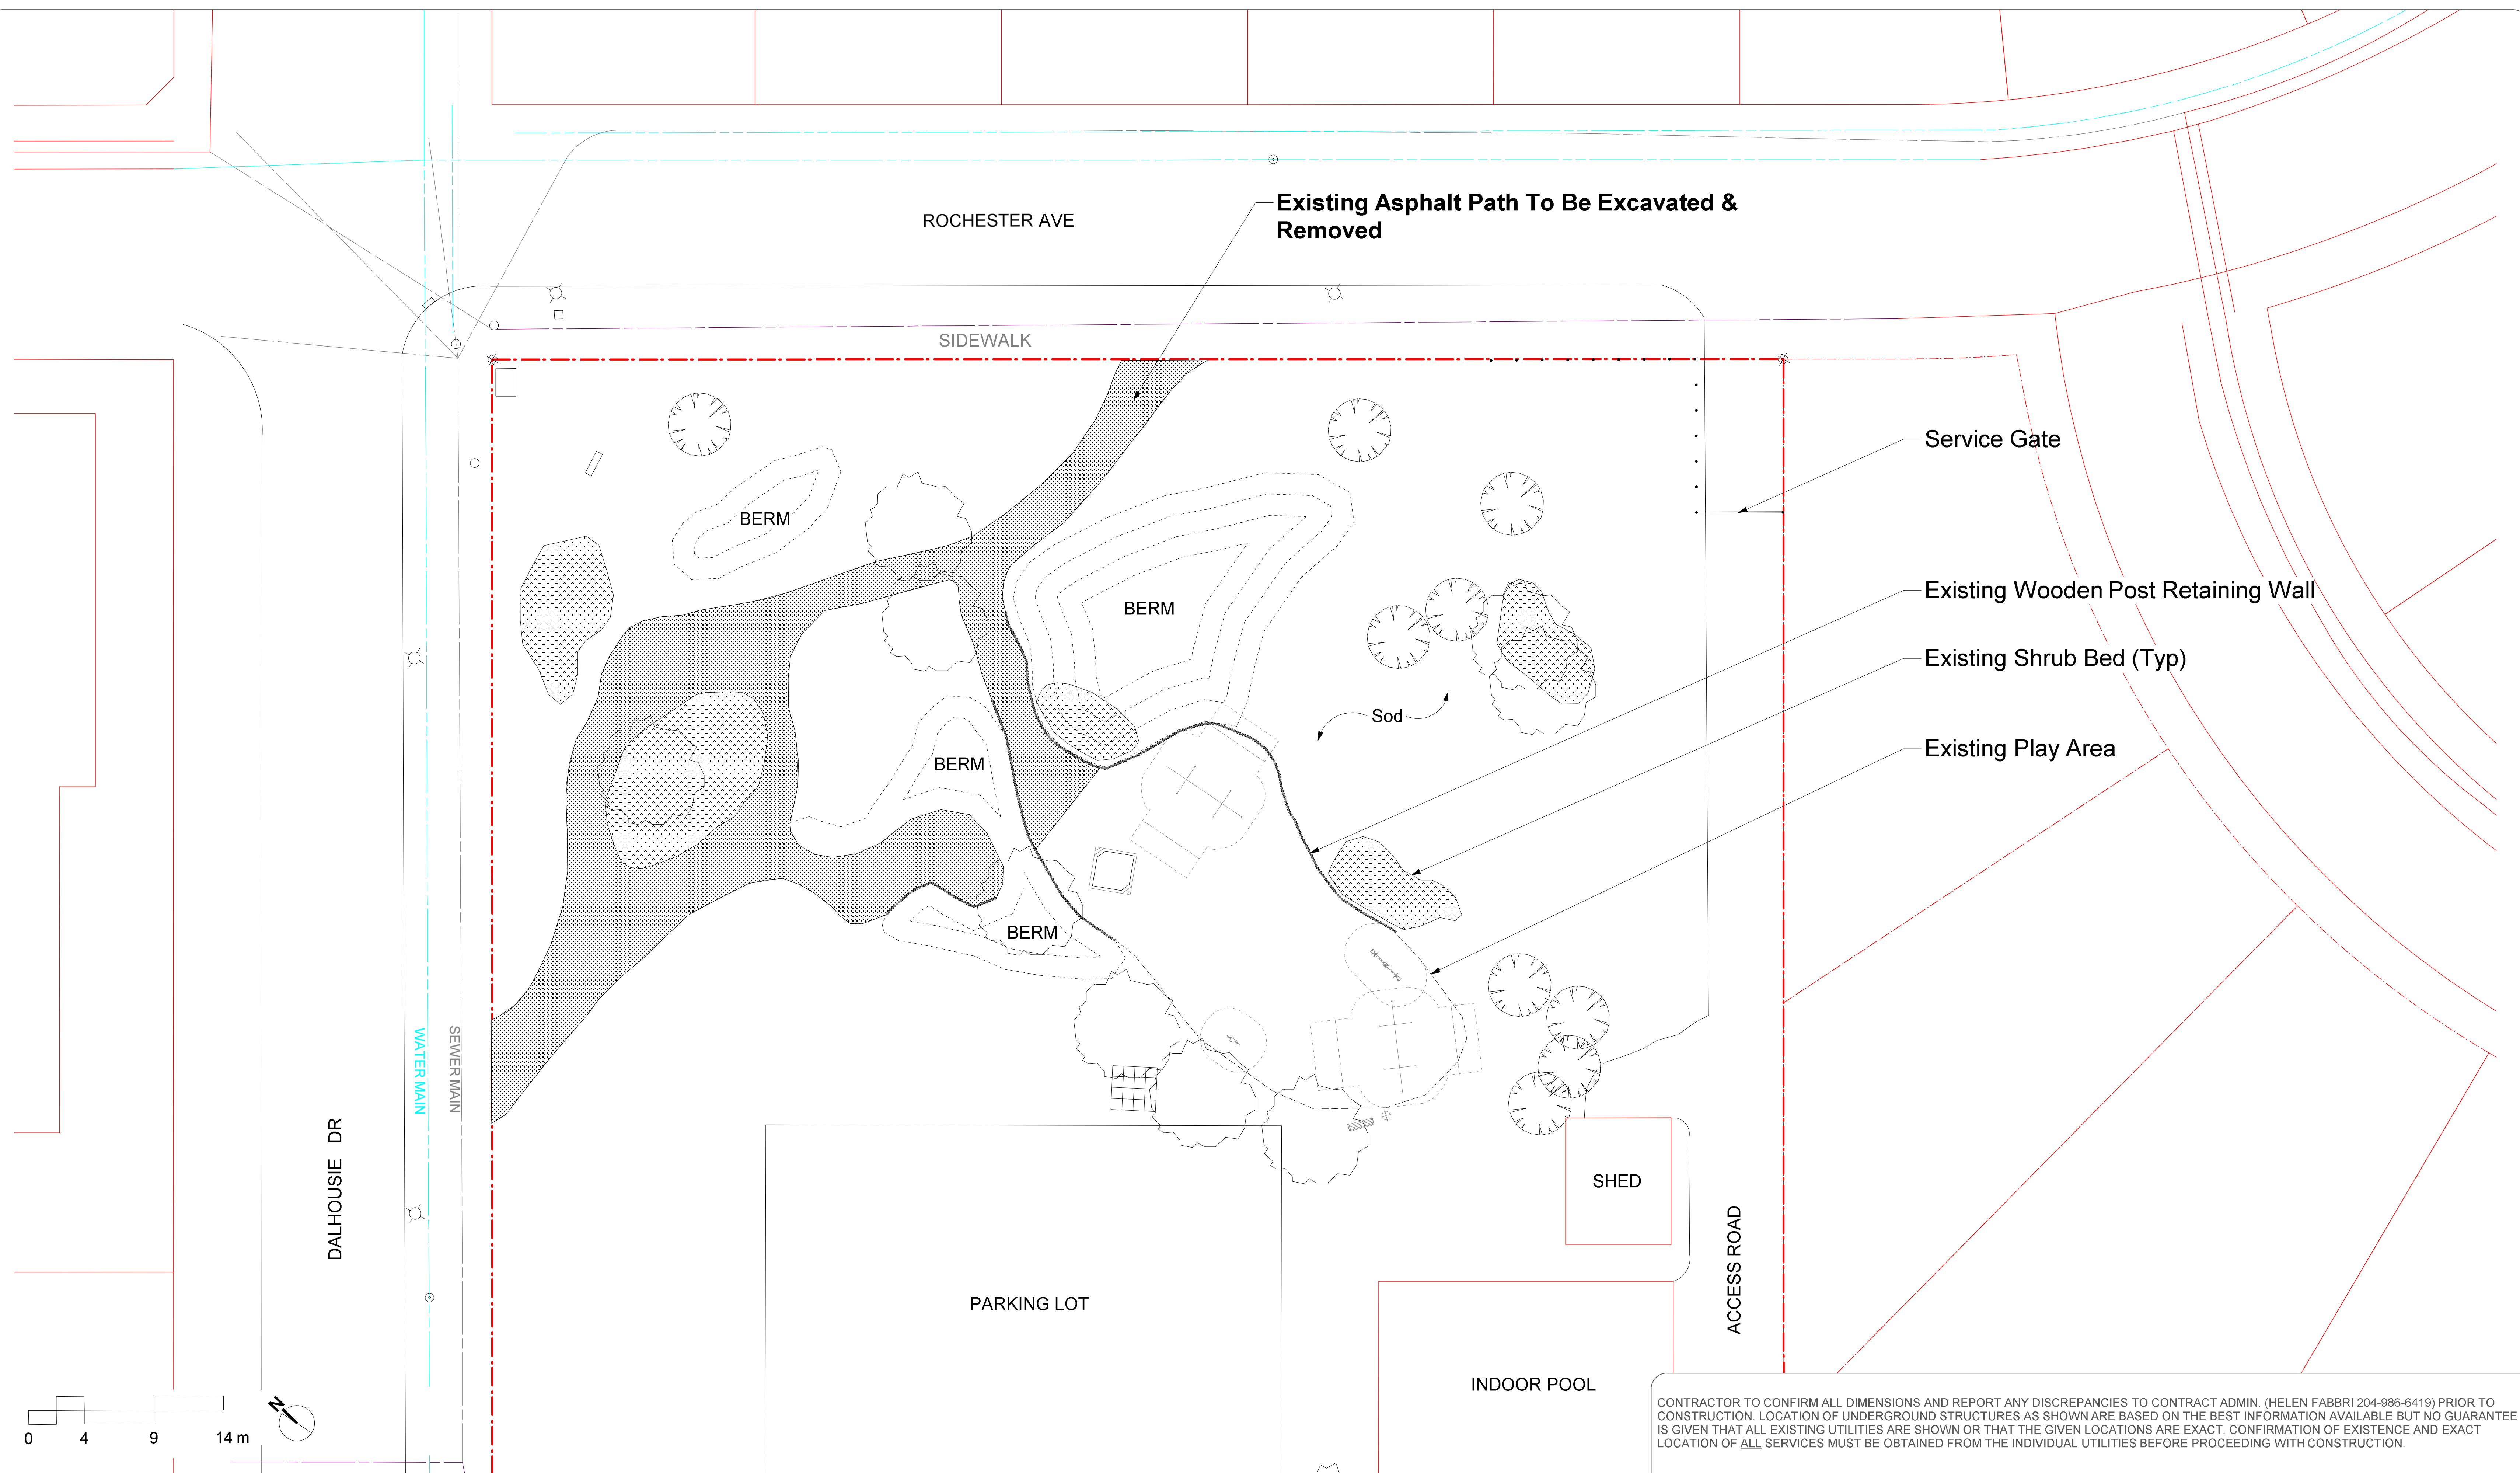 Existing Asphalt Path To Be Excavated &
Removed
ROCHESTER AVE
SIDEWALK
Service Gate
BERM
Existing Wooden Post Retaining Wall
BERM
Existing Shrub Bed (Typ)
Sod
Existing Play Area
BERM
BERM
WATER MAIN
SEWER MAIN
DALHOUSIE DR
SHED
ACCESS ROAD
PARKING LOT
INDOOR POOL
N
0 4 9 14 m
CONTRACTOR TO CONFIRM ALL DIMENSIONS AND REPORT ANY DISCREPANCIES TO CONTRACT ADMIN. (HELEN FABBRI 204-986-6419) PRIOR TO
CONSTRUCTION. LOCATION OF UNDERGROUND STRUCTURES AS SHOWN ARE BASED ON THE BEST INFORMATION AVAILABLE BUT NO GUARANTEE
IS GIVEN THAT ALL EXISTING UTILITIES ARE SHOWN OR THAT THE GIVEN LOCATIONS ARE EXACT. CONFIRMATION OF EXISTENCE AND EXACT
LOCATION OF ALL SERVICES MUST BE OBTAINED FROM THE INDIVIDUAL UTILITIES BEFORE PROCEEDING WITH CONSTRUCTION.